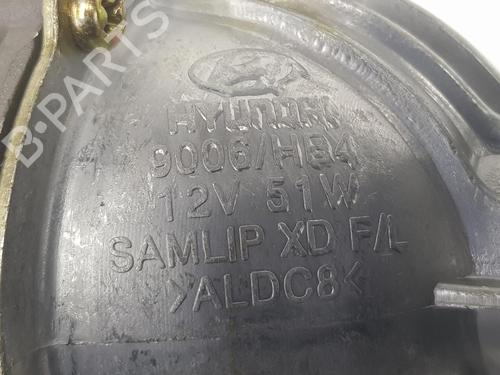 B-PARTS
HYUNDAI
9006/HB4
12V 51W
SAMLIP XD F/L
>ALDC8<